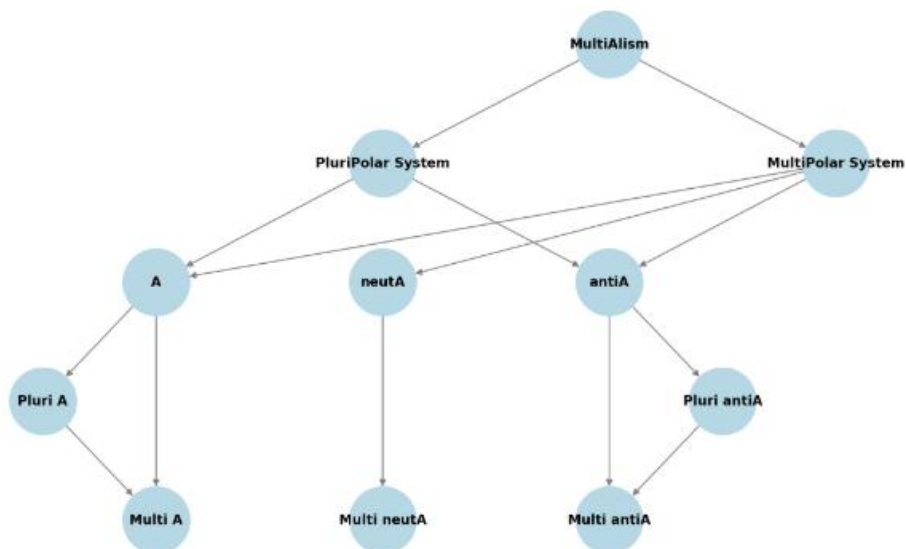 MultiAlism
PluriPolar System
MultiPolar System
A
neutA
antiA
Pluri A
Pluri antiA
Multi A
Multi neutA
Multi antiA